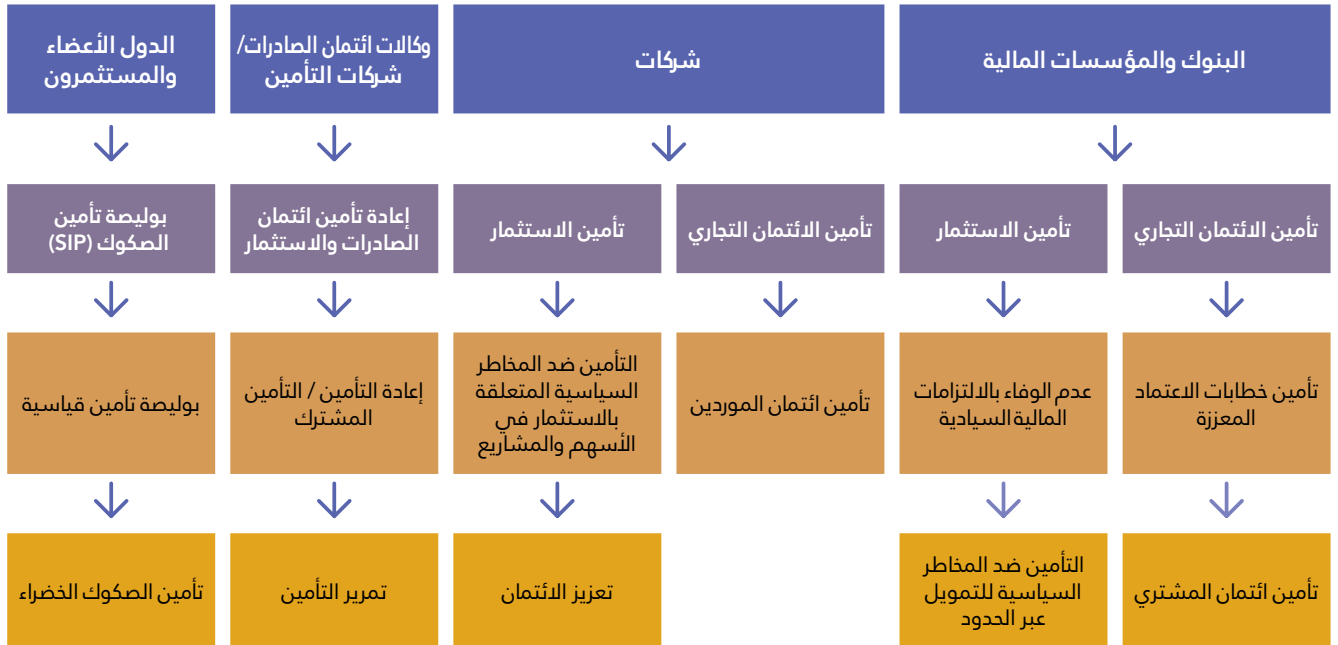 البنوك والمؤسسات المالية
شركات
وكالات ائتمان الصادرات/
شركات التأمين
الدول الأعضاء
والمستثمرون
تأمين الائتمان التجاري
تأمين الاستثمار
تأمين الائتمان التجاري
تأمين الاستثمار
إعادة تأمين ائتمان
الصادرات والاستثمار
بوليصة تأمين
الصكوك (SIP)
تأمين خطابات الاعتماد
المعززة
عدم الوفاء بالالتزامات
المالية السيادية
تأمين ائتمان الموردين
التأمين ضد المخاطر
السياسية المتعلقة
بالاستثمار في
الأسهم والمشاريع
إعادة التأمين / التأمين
المشترك
بوليصة تأمين قياسية
تأمين ائتمان المشتري
التأمين ضد المخاطر
السياسية للتمويل
عبر الحدود
تعزيز الائتمان
تمرير التأمين
تأمين الصكوك الخضراء